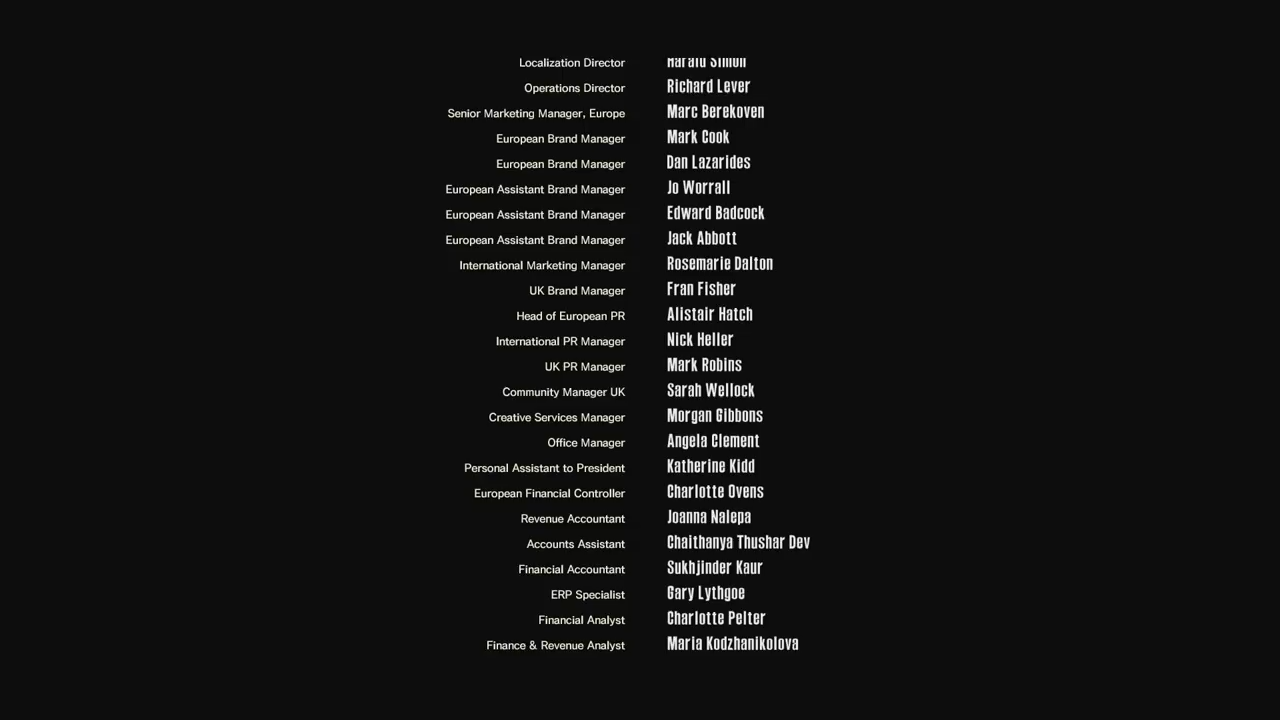 Localization Director Harald Simon
Operations Director Richard Lever
Senior Marketing Manager, Europe Marc Berekoven
European Brand Manager Mark Cook
European Brand Manager Dan Lazarides
European Assistant Brand Manager Jo Worrall
European Assistant Brand Manager Edward Badcock
European Assistant Brand Manager Jack Abbott
International Marketing Manager Rosemarie Dalton
UK Brand Manager Fran Fisher
Head of European PR Alistair Hatch
International PR Manager Nick Heller
UK PR Manager Mark Robins
Community Manager UK Sarah Wellock
Creative Services Manager Morgan Gibbons
Office Manager Angela Clement
Personal Assistant to President Katherine Kidd
European Financial Controller Charlotte Ovens
Revenue Accountant Joanna Nalepa
Accounts Assistant Chaithanya Thushar Dev
Financial Accountant Sukhjinder Kaur
ERP Specialist Gary Lythgoe
Financial Analyst Charlotte Pelter
Finance & Revenue Analyst Maria Kodzhanikolova